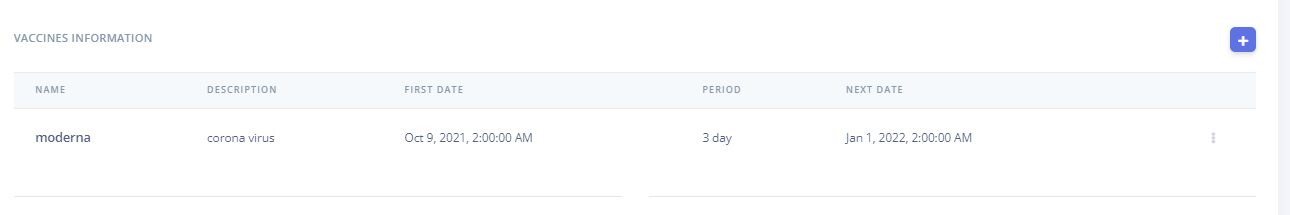 VACCINES INFORMATION
NAME DESCRIPTION FIRST DATE PERIOD NEXT DATE
moderna corona virus Oct 9, 2021, 2:00:00 AM 3 day Jan 1, 2022, 2:00:00 AM